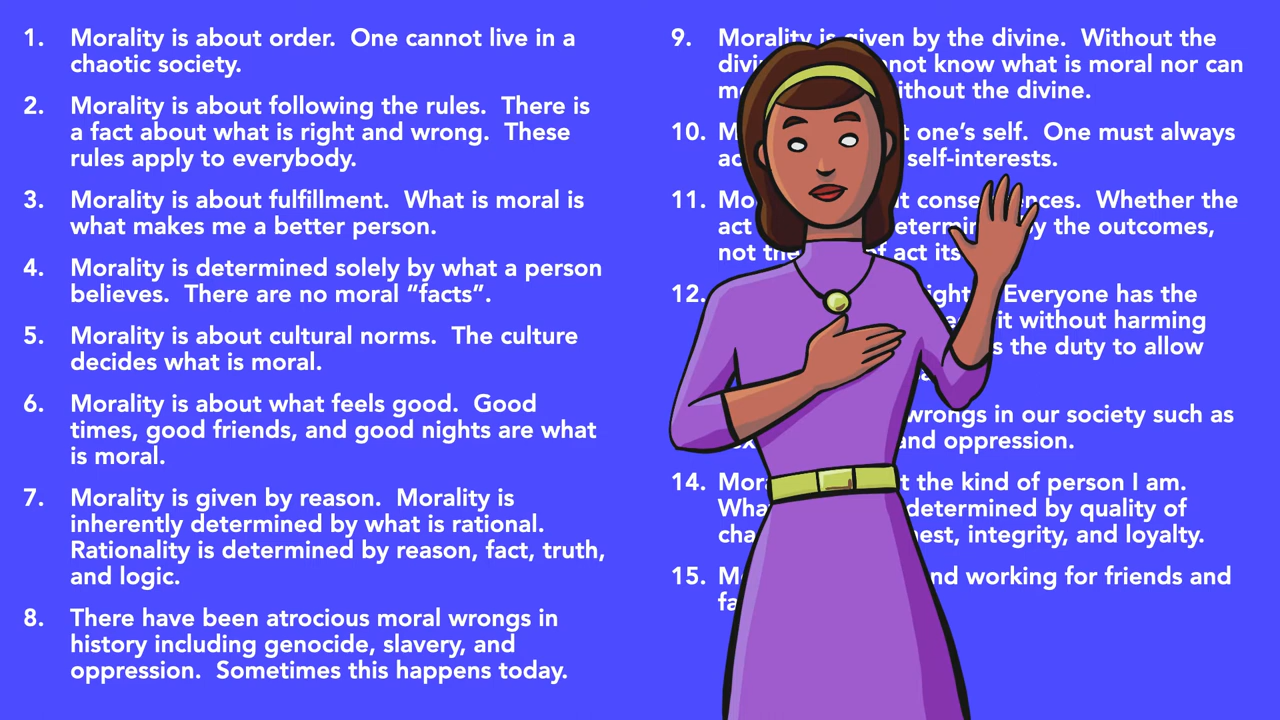 1. Morality is about order. One cannot live in a
chaotic society.
2. Morality is about following the rules. There is
a fact about what is right and wrong. These
rules apply to everybody.
3. Morality is about fulfillment. What is moral is
what makes me a better person.
4. Morality is determined solely by what a person
believes. There are no moral “facts”.
5. Morality is about cultural norms. The culture
decides what is moral.
6. Morality is about what feels good. Good
times, good friends, and good nights are what
is moral.
7. Morality is given by reason. Morality is
inherently determined by what is rational.
Rationality is determined by reason, fact, truth,
and logic.
8. There have been atrocious moral wrongs in
history including genocide, slavery, and
oppression. Sometimes this happens today.
9. Morality is given by the divine. Without the
know what is moral nor can
without the divine.
10. one’s self. One must always
self-interests.
11. consequences. Whether the
act by the outcomes,
not the of act
12. Everyone has the
without harming
the duty to allow
wrongs in our society such as
and oppression.
14. the kind of person I am.
determined by quality of
integrity, and loyalty.
15. and working for friends and